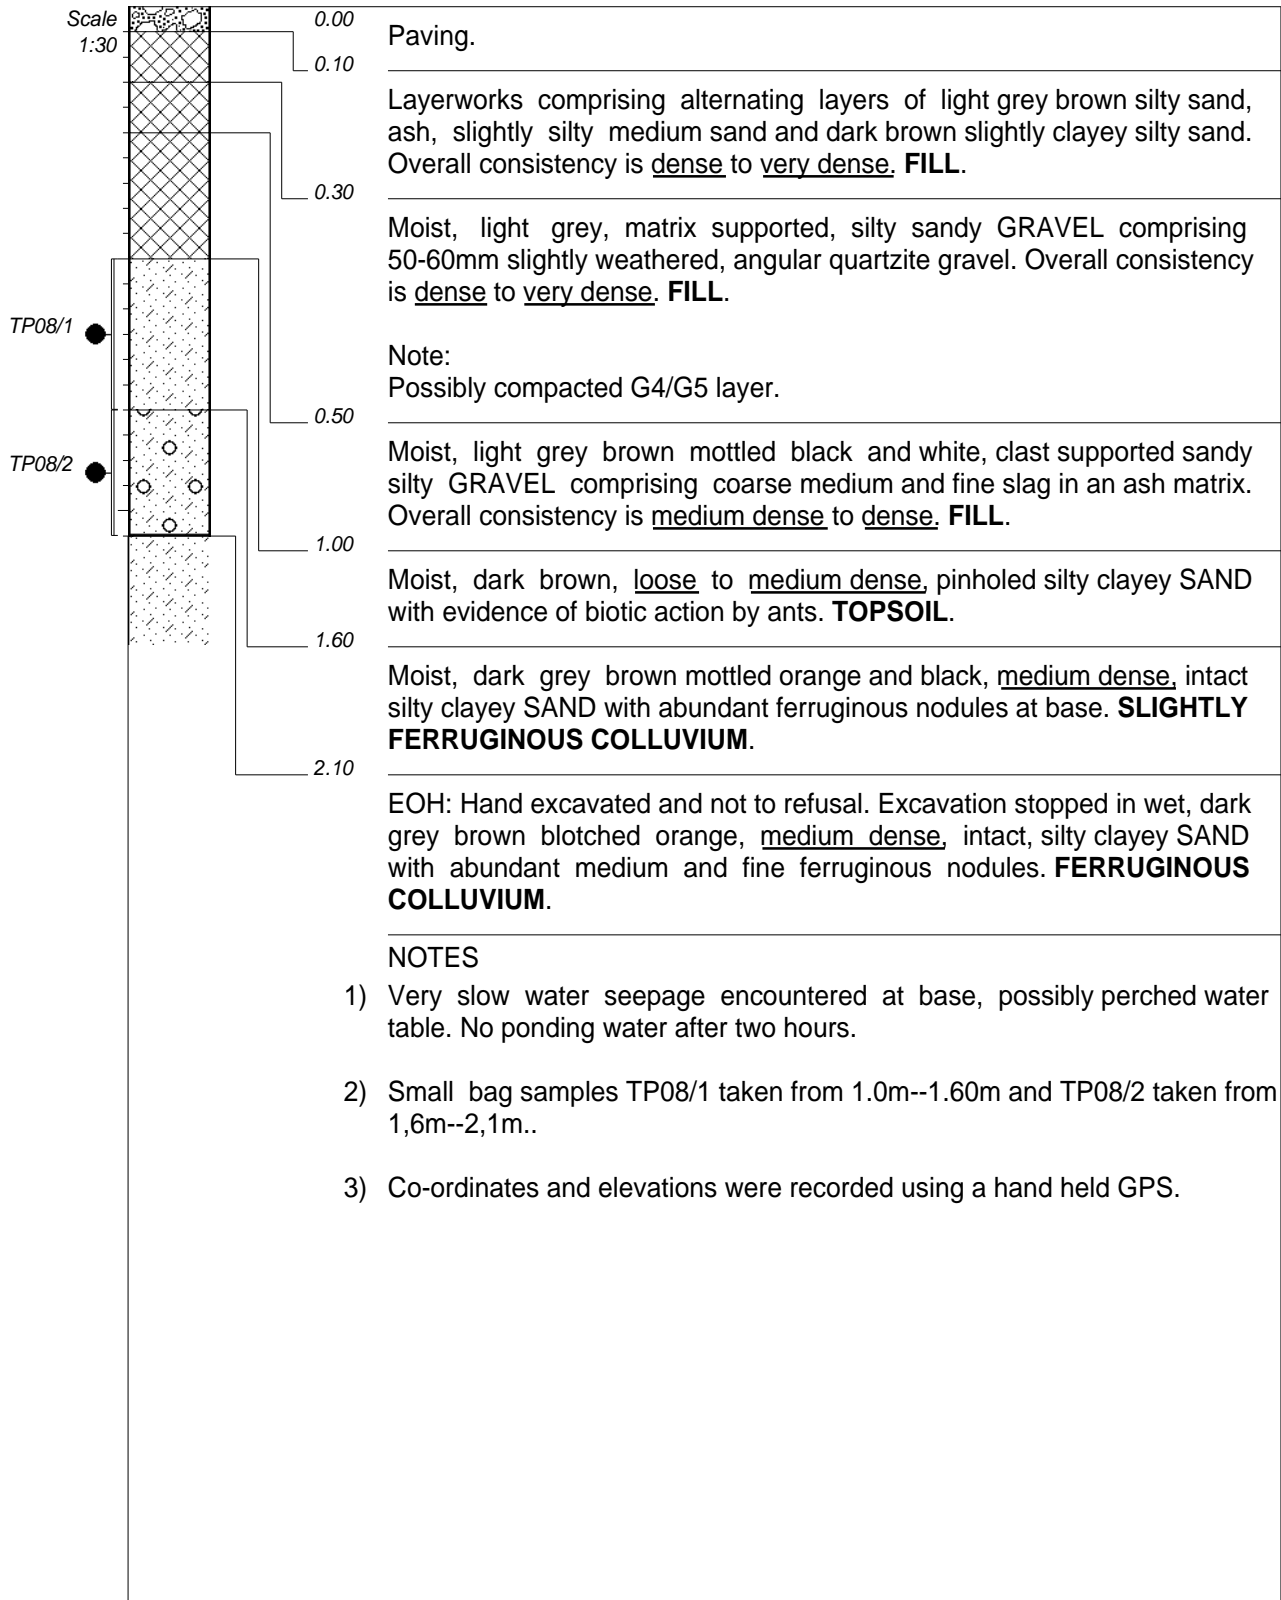 Scale
1:30
0.00
Paving.
0.10
Layerworks comprising alternating layers of light grey brown silty sand,
ash, slightly silty medium sand and dark brown slightly clayey silty sand.
Overall consistency is dense to very dense. FILL.
0.30
Moist, light grey, matrix supported, silty sandy GRAVEL comprising
50-60mm slightly weathered, angular quartzite gravel. Overall consistency
is dense to very dense. FILL.
TP08/1
Note:
Possibly compacted G4/G5 layer.
0.50
Moist, light grey brown mottled black and white, clast supported sandy
TP08/2
silty GRAVEL comprising coarse medium and fine slag in an ash matrix.
Overall consistency is medium dense to dense. FILL.
1.00
Moist, dark brown, loose to medium dense, pinholed silty clayey SAND
with evidence of biotic action by ants. TOPSOIL.
1.60
Moist, dark grey brown mottled orange and black, medium dense, intact
silty clayey SAND with abundant ferruginous nodules at base. SLIGHTLY
FERRUGINOUS COLLUVIUM.
2.10
EOH: Hand excavated and not to refusal. Excavation stopped in wet, dark
grey brown blotched orange, medium dense, intact, silty clayey SAND
with abundant medium and fine ferruginous nodules. FERRUGINOUS
COLLUVIUM.
NOTES
1) Very slow water seepage encountered at base, possibly perched water
table. No ponding water after two hours.
2) Small bag samples TP08/1 taken from 1.0m--1.60m and TP08/2 taken from
1,6m--2,1m..
3) Co-ordinates and elevations were recorded using a hand held GPS.